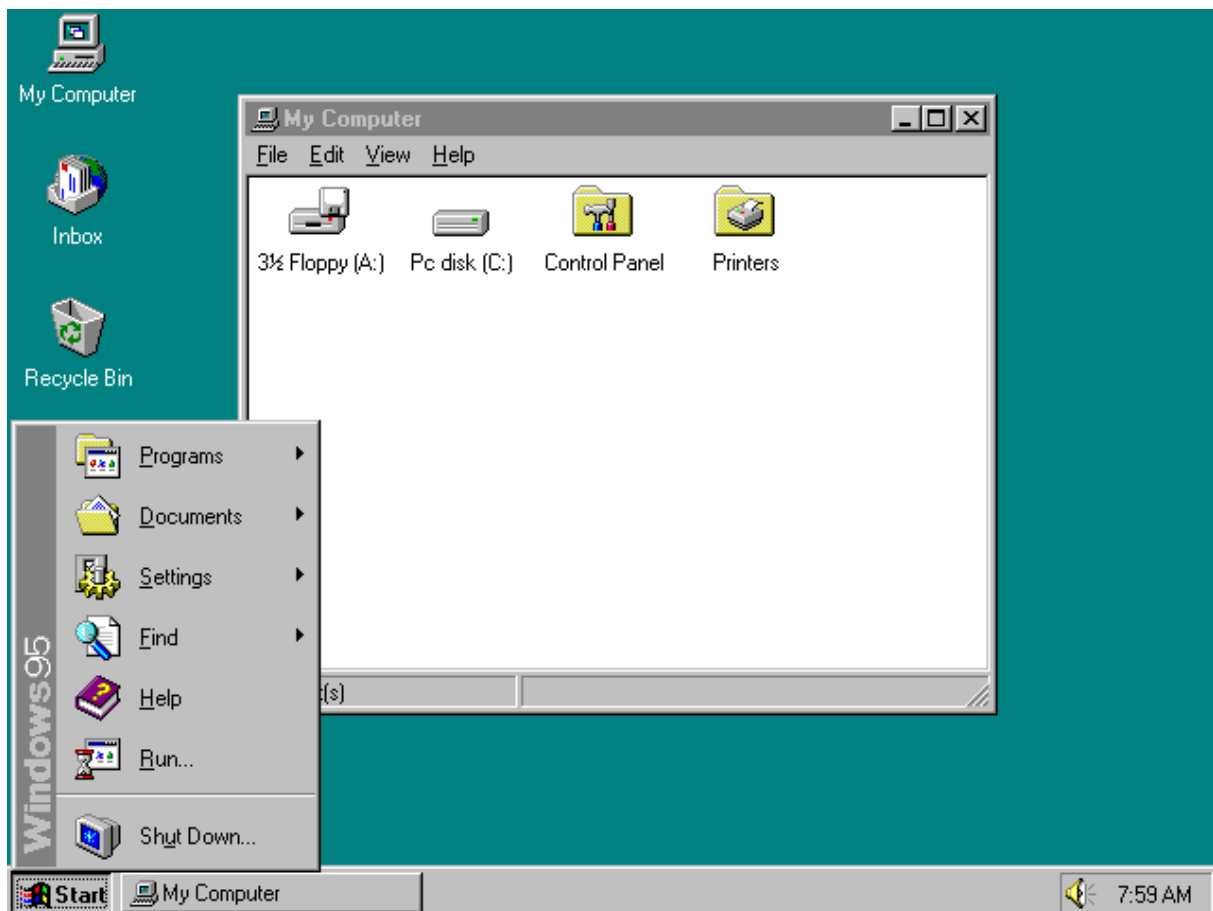 My Computer
Inbox
Recycle Bin
My Computer
File Edit View Help
3½ Floppy (A:) Pc disk (C:) Control Panel Printers
(s)
Programs
Documents
Settings
Find
Help
Run...
Shut Down...
Windows95
Start My Computer 7:59 AM